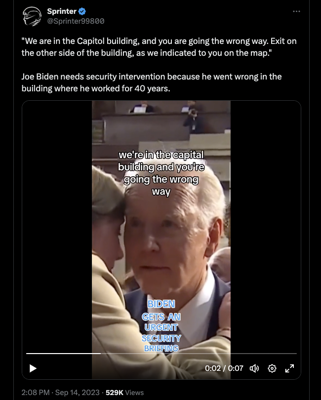 Sprinter
@Sprinter99800
"We are in the Capitol building, and you are going the wrong way. Exit on
the other side of the building, as we indicated to you on the map."
Joe Biden needs security intervention because he went wrong in the
building where he worked for 40 years.
we're in the capital
building and you're
going the wrong
way
BIDEN
GETS AN
URGENT
SECURITY
BRIEFING
0:02 / 0:07
2:08 PM · Sep 14, 2023 · 529K Views